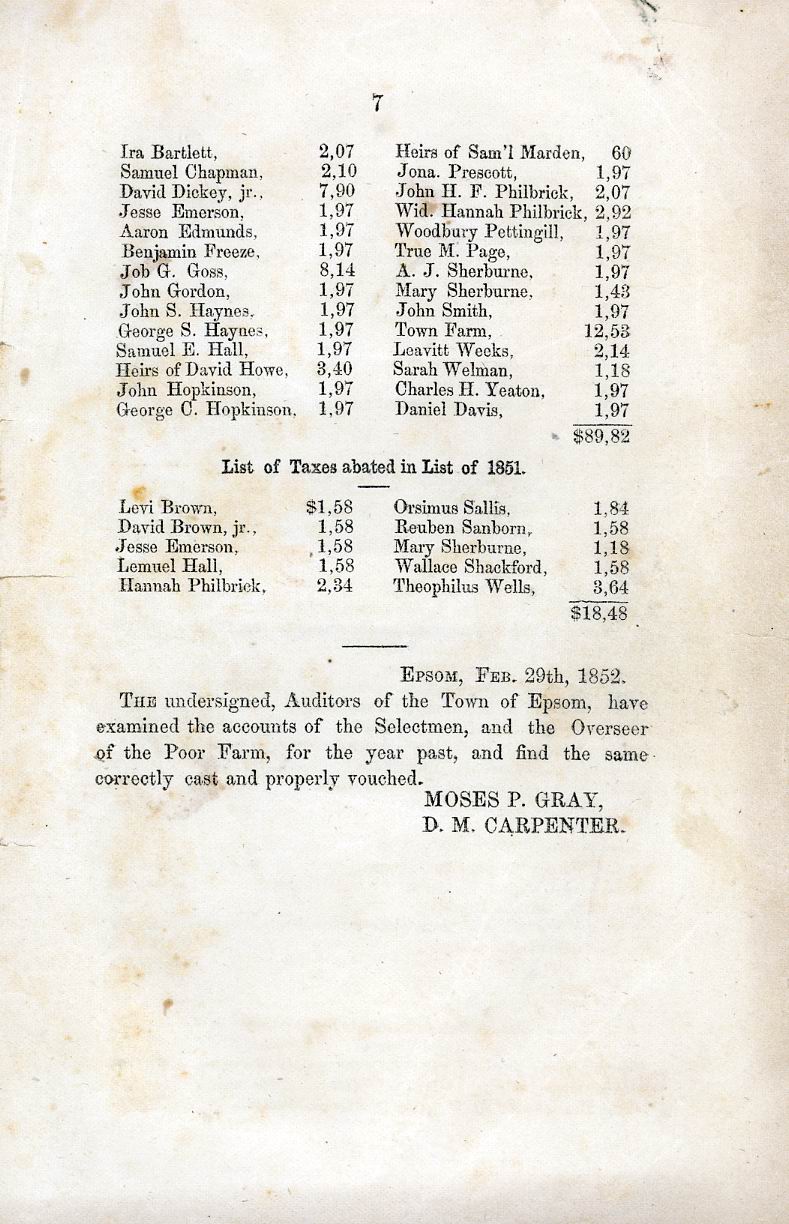 7
Ira Bartlett, 2,07 Heirs of Sam'l Marden, 60
Samuel Chapman, 2,10 Jona. Prescott, 1,97
David Dickey, jr., 7,90 John H. F. Philbrick, 2,07
Jesse Emerson, 1,97 Wid. Hannah Philbrick, 2,92
Aaron Edmunds, 1,97 Woodbury Pettingill, 1,97
Benjamin Freeze, 1,97 True M. Page, 1,97
Job G. Goss, 8,14 A. J. Sherburne, 1,97
John Gordon, 1,97 Mary Sherburne, 1,43
John S. Haynes, 1,97 John Smith, 1,97
George S. Haynes, 1,97 Town Farm, 12,53
Samuel E. Hall, 1,97 Leavitt Weeks, 2,14
Heirs of David Howe, 3,40 Sarah Welman, 1,18
John Hopkinson, 1,97 Charles H. Yeaton, 1,97
George C. Hopkinson, 1,97 Daniel Davis, 1,97
$89,82
List of Taxes abated in List of 1851.
Levi Brown, $1,58 Orsimus Sallis, 1,84
David Brown, jr., 1,58 Reuben Sanborn, 1,58
Jesse Emerson, 1,58 Mary Sherburne, 1,18
Lemuel Hall, 1,58 Wallace Shackford, 1,58
Hannah Philbrick, 2,34 Theophilus Wells, 3,64
$18,48
EPSOM, FEB. 29th, 1852.
THE undersigned, Auditors of the Town of Epsom, have
examined the accounts of the Selectmen, and the Overseer
of the Poor Farm, for the year past, and find the same
correctly cast and properly vouched.
MOSES P. GRAY,
D. M. CARPENTER.